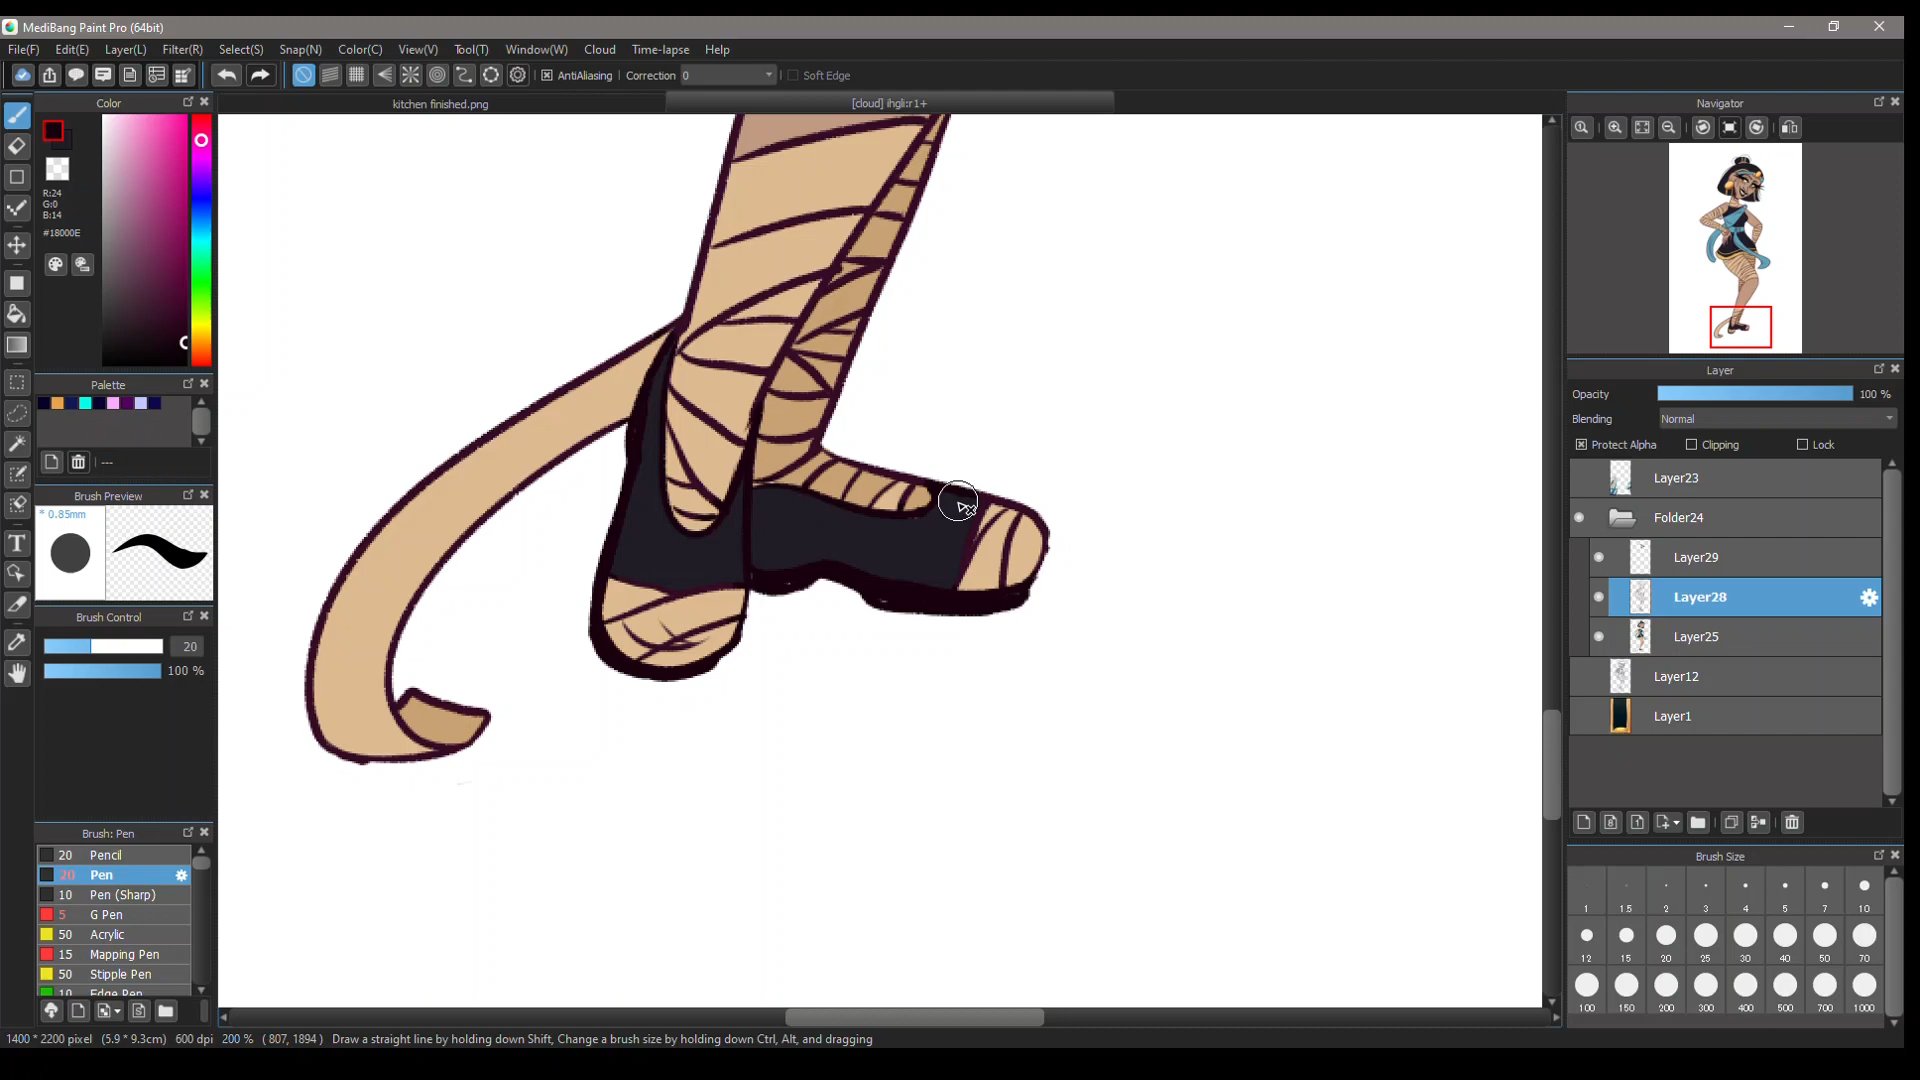 MediBang Paint Pro (64bit)
File(F) Edit(E) Layer(L) Filter(R) Select(S) Snap(N) Color(C) View(V) Tool(T) Window(W) Cloud Time-lapse Help
AntiAliasing Correction 0 Soft Edge
Color
kitchen finished.png
[cloud] ihgli:r1+
Navigator
R:24
G:0
B:14
#18000E
Palette
---
Brush Preview
* 0.85mm
Brush Control
20
100 %
Brush: Pen
20 Pencil
20 Pen
10 Pen (Sharp)
5 G Pen
50 Acrylic
15 Mapping Pen
50 Stipple Pen
10 Edge Pen
Layer
Opacity 100 %
Blending Normal
Protect Alpha Clipping Lock
Layer23
Folder24
Layer29
Layer28
Layer25
Layer12
Layer1
Brush Size
1 1.5 2 3 4 5 7 10
12 15 20 25 30 40 50 70
100 150 200 300 400 500 700 1000
1400 * 2200 pixel (5.9 * 9.3cm) 600 dpi 200 % ( 807, 1894 ) Draw a straight line by holding down Shift, Change a brush size by holding down Ctrl, Alt, and dragging